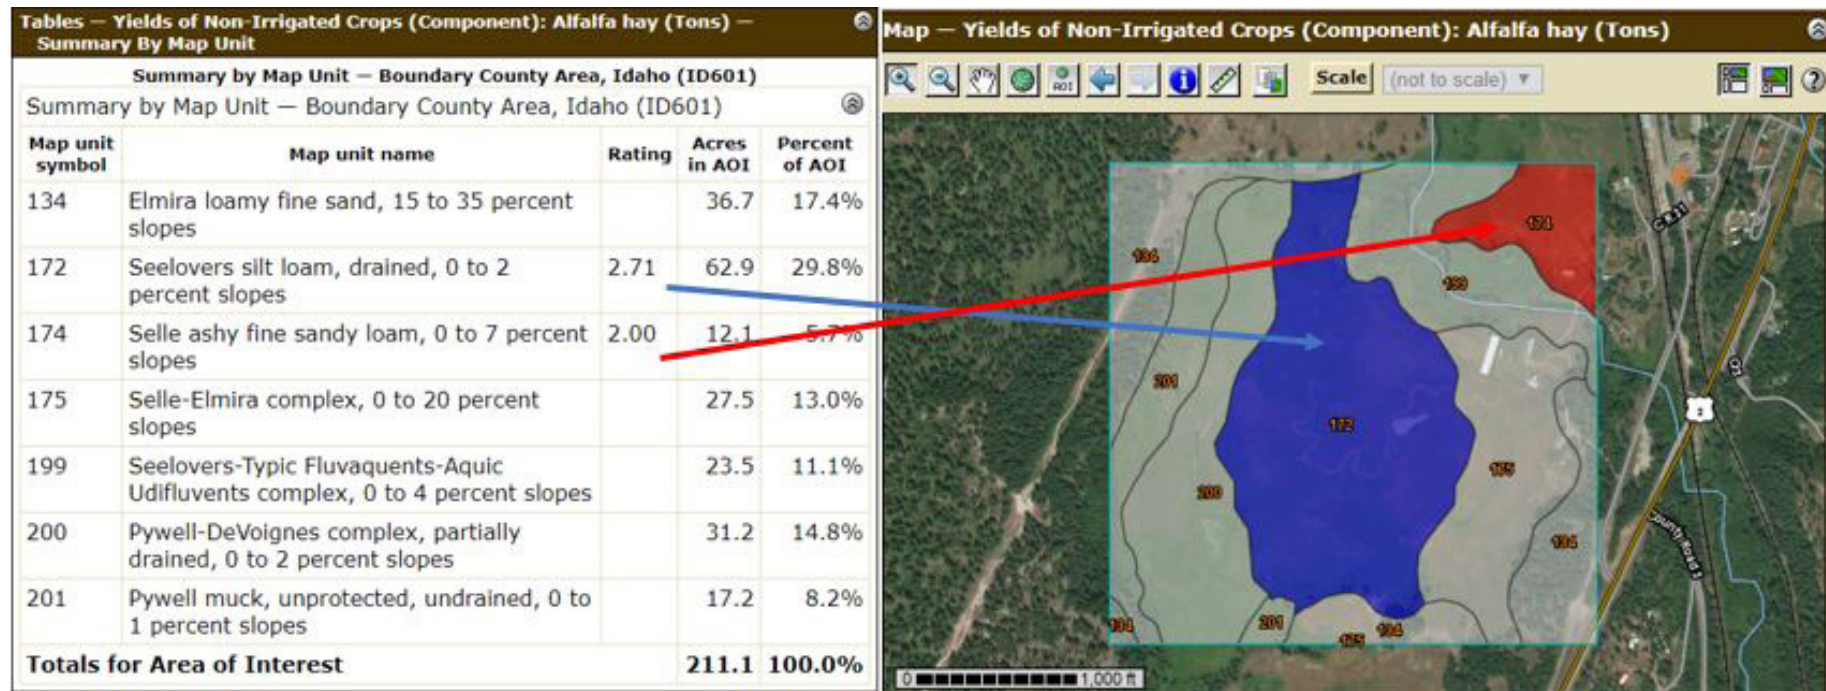 Tables — Yields of Non-Irrigated Crops (Component): Alfalfa hay (Tons) —
Summary By Map Unit
Summary by Map Unit — Boundary County Area, Idaho (ID601)
Summary by Map Unit — Boundary County Area, Idaho (ID601)
Map unit symbol Map unit name Rating Acres in AOI Percent of AOI
134 Elmira loamy fine sand, 15 to 35 percent 36.7 17.4%
slopes
172 Seelovers silt loam, drained, 0 to 2 2.71 62.9 29.8%
percent slopes
174 Selle ashy fine sandy loam, 0 to 7 percent 2.00 12.1 5.7%
slopes
175 Selle-Elmira complex, 0 to 20 percent 27.5 13.0%
slopes
199 Seelovers-Typic Fluvaquents-Aquic 23.5 11.1%
Udifluvents complex, 0 to 4 percent slopes
200 Pywell-DeVoignes complex, partially 31.2 14.8%
drained, 0 to 2 percent slopes
201 Pywell muck, unprotected, undrained, 0 to 17.2 8.2%
1 percent slopes
Totals for Area of Interest 211.1 100.0%
Map — Yields of Non-Irrigated Crops (Component): Alfalfa hay (Tons)
AOI
Scale (not to scale)
174
134
199
201
172
175
200
134
134
201
175
134
2
County Road 5
0 1,000 ft